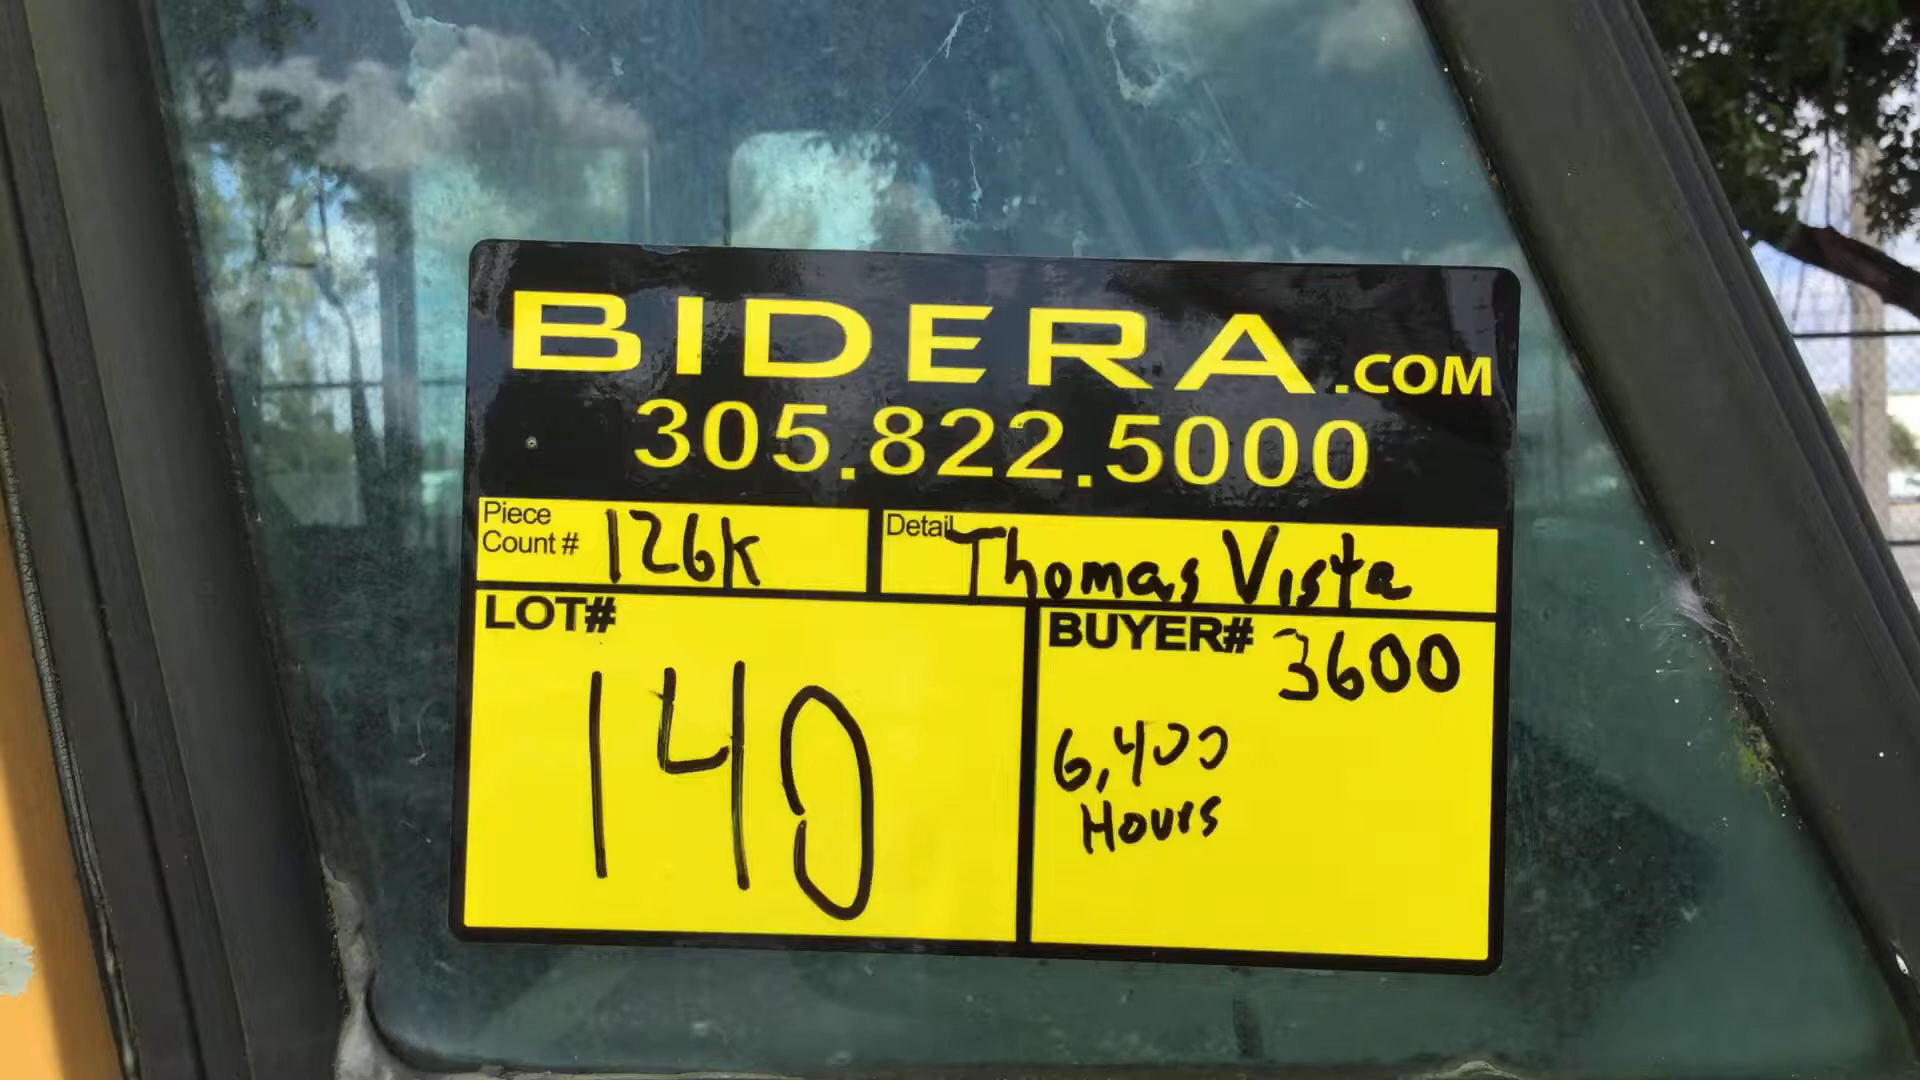 BIDERA.COM
305.822.5000
Piece Count # 126k
Detail Thomas Vista
LOT# 140
BUYER# 3600
6,400
Hours